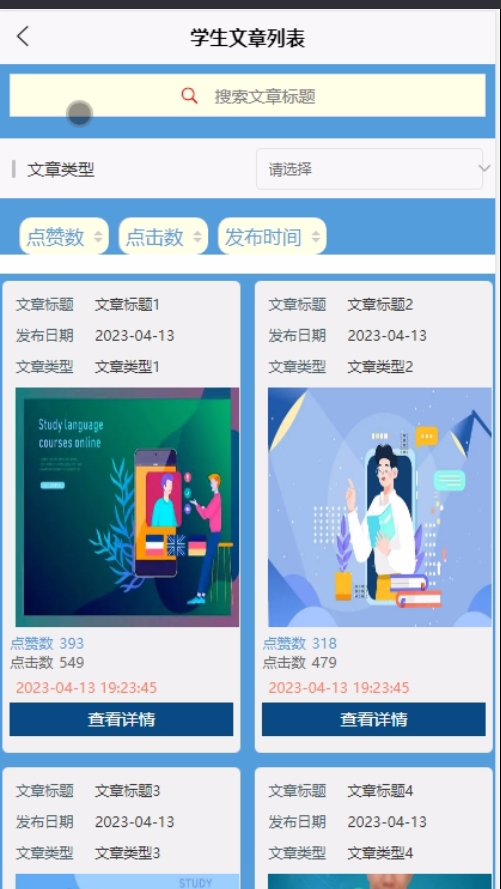 学生文章列表
搜索文章标题
文章类型 请选择
点赞数 点击数 发布时间
文章标题 文章标题1
发布日期 2023-04-13
文章类型 文章类型1
Study language
courses online
点赞数 393
点击数 549
2023-04-13 19:23:45
查看详情
文章标题 文章标题2
发布日期 2023-04-13
文章类型 文章类型2
点赞数 318
点击数 479
2023-04-13 19:23:45
查看详情
文章标题 文章标题3
发布日期 2023-04-13
文章类型 文章类型3
STUDY
文章标题 文章标题4
发布日期 2023-04-13
文章类型 文章类型4